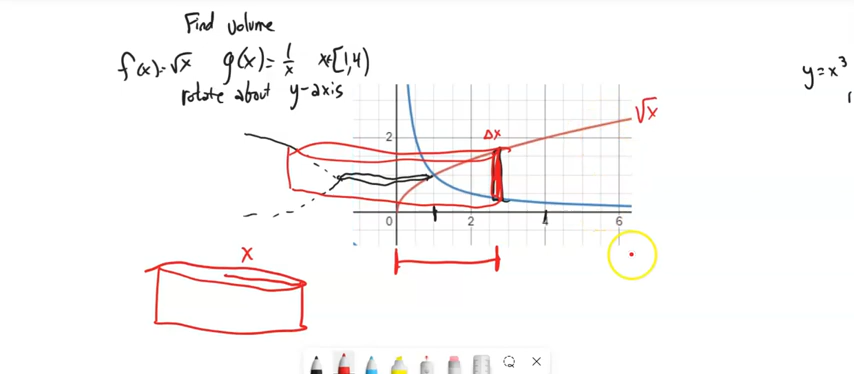 Find volume
f(x)=√x g(x)=1/x x∈[1,4)
rotate about y-axis
y=x³
√x
Δx
2
0 2 4 6
x